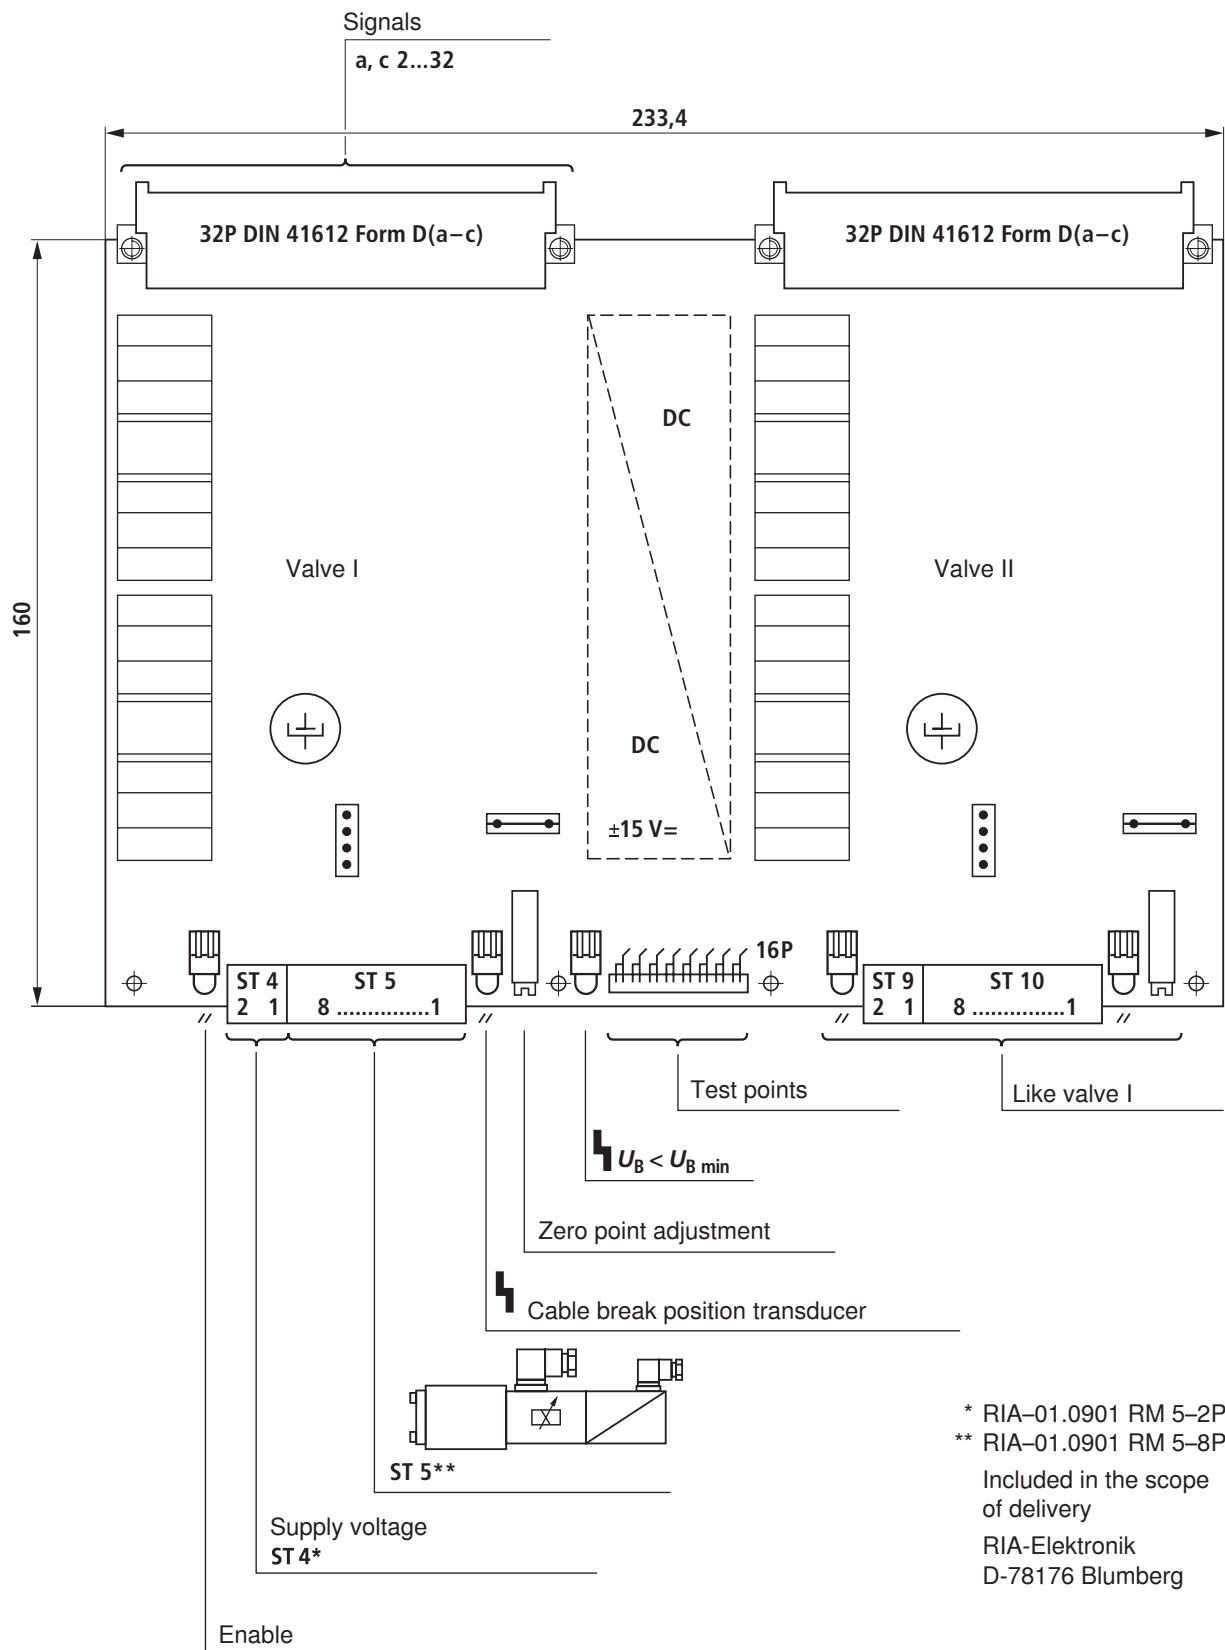 Signals
a, c 2...32
233,4
32P DIN 41612 Form D(a–c)
32P DIN 41612 Form D(a–c)
160
DC
Valve I
Valve II
DC
±15 V=
16P
ST 4
ST 5
2 1
8 ...............1
ST 9
ST 10
2 1
8 ...............1
Test points
Like valve I
UB < UB min
Zero point adjustment
Cable break position transducer
* RIA–01.0901 RM 5–2P
** RIA–01.0901 RM 5–8P
ST 5**
Included in the scope
of delivery
Supply voltage
ST 4*
RIA-Elektronik
D-78176 Blumberg
Enable